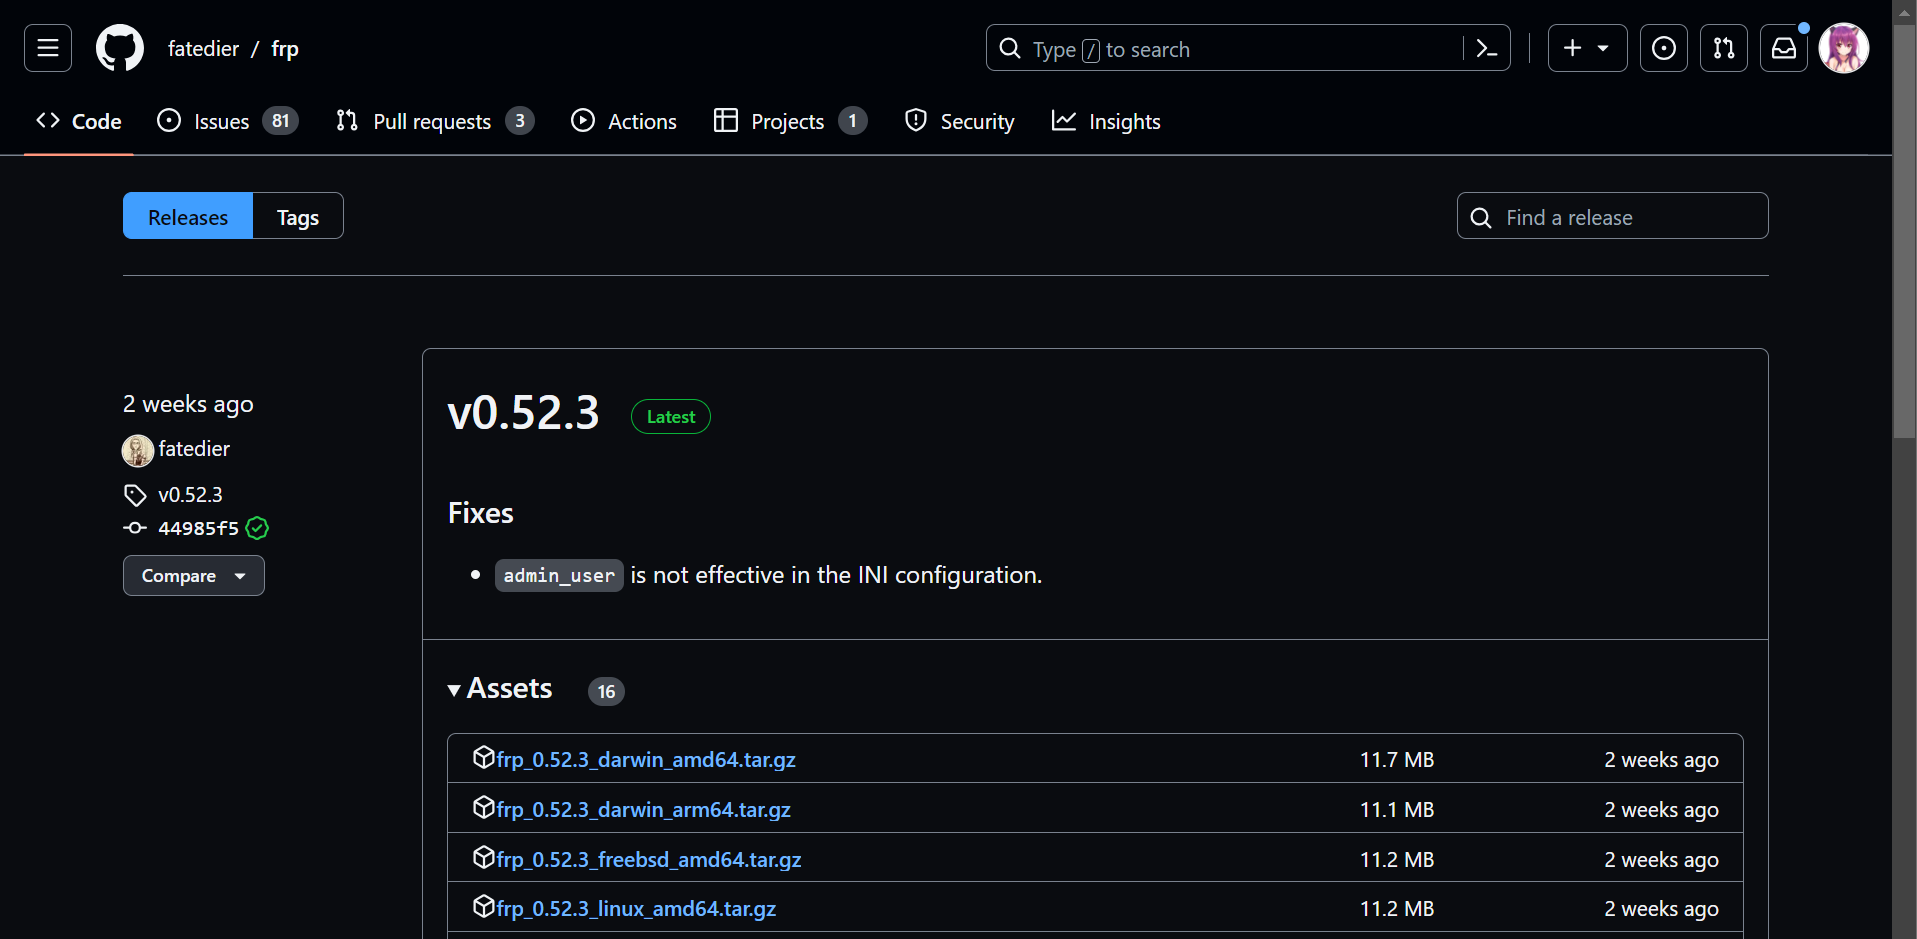 fatedier / frp
Type / to search
Code
Issues 81
Pull requests 3
Actions
Projects 1
Security
Insights
Releases
Tags
Find a release
2 weeks ago
fatedier
v0.52.3
44985f5
Compare
v0.52.3 Latest
Fixes
admin_user is not effective in the INI configuration.
Assets 16
frp_0.52.3_darwin_amd64.tar.gz 11.7 MB 2 weeks ago
frp_0.52.3_darwin_arm64.tar.gz 11.1 MB 2 weeks ago
frp_0.52.3_freebsd_amd64.tar.gz 11.2 MB 2 weeks ago
frp_0.52.3_linux_amd64.tar.gz 11.2 MB 2 weeks ago